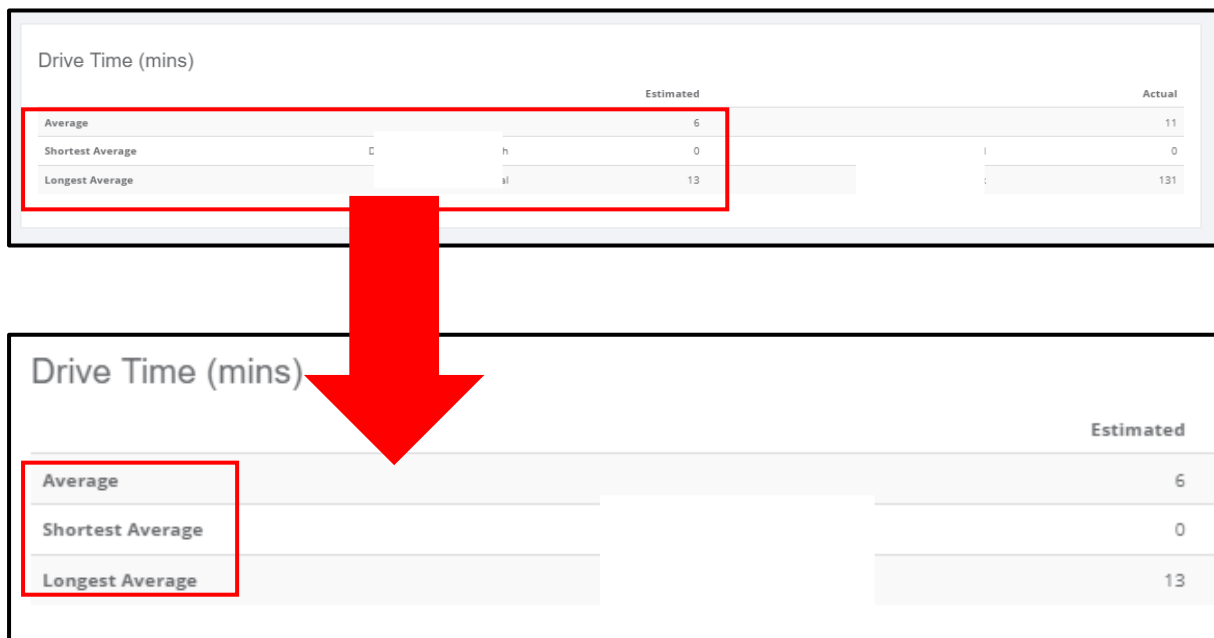 Drive Time (mins)
Estimated Actual
Average 6 11
Shortest Average 0 0
Longest Average 13 131
Drive Time (mins)
Estimated
Average 6
Shortest Average 0
Longest Average 13